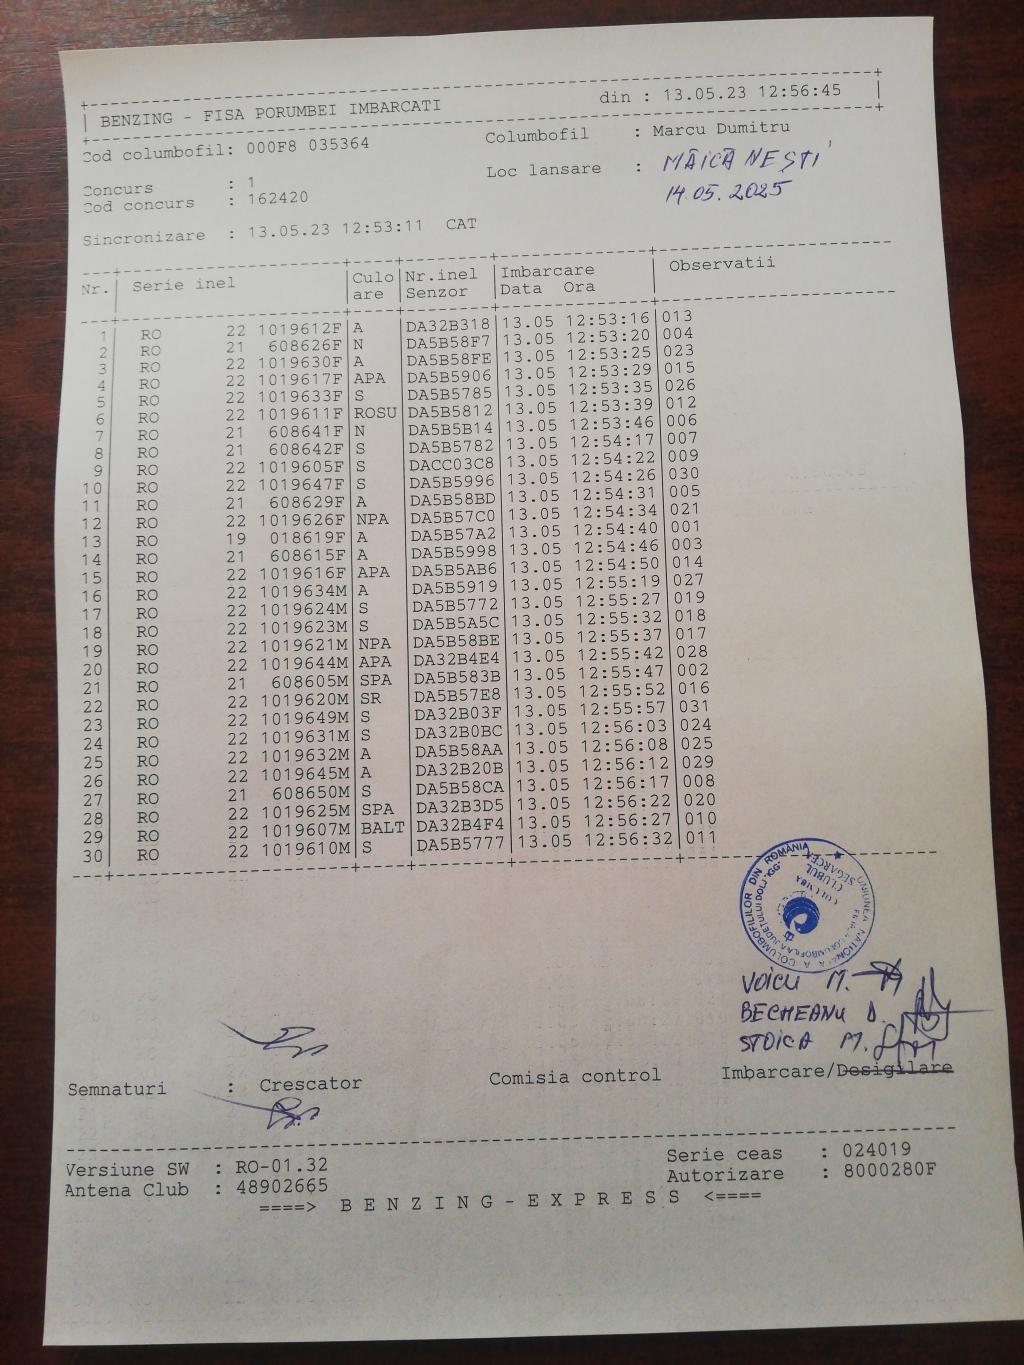 BENZING - FISA PORUMBEI IMBARCATI din : 13.05.23 12:56:45
Cod columbofil: 000F8 035364 Columbofil : Marcu Dumitru
Loc lansare : MĂICĂNEȘTI
Concurs : 1
Cod concurs : 162420 14.05.2025
Sincronizare : 13.05.23 12:53:11 CAT
Nr. Serie inel Culo Nr.inel Imbarcare Observatii
are Senzor Data Ora
1 RO 22 1019612F A DA32B318 13.05 12:53:16 013
2 RO 21 608626F N DA5B58F7 13.05 12:53:20 004
3 RO 22 1019630F A DA5B58FE 13.05 12:53:25 023
4 RO 22 1019617F APA DA5B5906 13.05 12:53:29 015
5 RO 22 1019633F S DA5B5785 13.05 12:53:35 026
6 RO 22 1019611F ROSU DA5B5812 13.05 12:53:39 012
7 RO 21 608641F N DA5B5B14 13.05 12:53:46 006
8 RO 21 608642F S DA5B5782 13.05 12:54:17 007
9 RO 22 1019605F S DACC03C8 13.05 12:54:22 009
10 RO 22 1019647F S DA5B5996 13.05 12:54:26 030
11 RO 21 608629F A DA5B58BD 13.05 12:54:31 005
12 RO 22 1019626F NPA DA5B57C0 13.05 12:54:34 021
13 RO 19 018619F A DA5B57A2 13.05 12:54:40 001
14 RO 21 608615F A DA5B5998 13.05 12:54:46 003
15 RO 22 1019616F APA DA5B5AB6 13.05 12:54:50 014
16 RO 22 1019634M A DA5B5919 13.05 12:55:19 027
17 RO 22 1019624M S DA5B5772 13.05 12:55:27 019
18 RO 22 1019623M S DA5B5A5C 13.05 12:55:32 018
19 RO 22 1019621M NPA DA5B58BE 13.05 12:55:37 017
20 RO 22 1019644M APA DA32B4E4 13.05 12:55:42 028
21 RO 21 608605M SPA DA5B583B 13.05 12:55:47 002
22 RO 22 1019620M SR DA5B57E8 13.05 12:55:52 016
23 RO 22 1019649M S DA32B03F 13.05 12:55:57 031
24 RO 22 1019631M S DA32B0BC 13.05 12:56:03 024
25 RO 22 1019632M A DA5B58AA 13.05 12:56:08 025
26 RO 22 1019645M A DA32B20B 13.05 12:56:12 029
27 RO 21 608650M S DA5B58CA 13.05 12:56:17 008
28 RO 22 1019625M SPA DA32B3D5 13.05 12:56:22 020
29 RO 22 1019607M BALT DA32B4F4 13.05 12:56:27 010
30 RO 22 1019610M S DA5B5777 13.05 12:56:32 011
UNIUNEA NATIONALA A COLUMBOFILILOR DIN ROMANIA
CLUBUL
SEGARCEA
VOICU M.
BECHEANU D.
STOICA M.
Semnaturi : Crescator Comisia control Imbarcare/Desigilare
Versiune SW : RO-01.32 Serie ceas : 024019
Antena Club : 48902665 Autorizare : 8000280F
====> B E N Z I N G - E X P R E S S <====